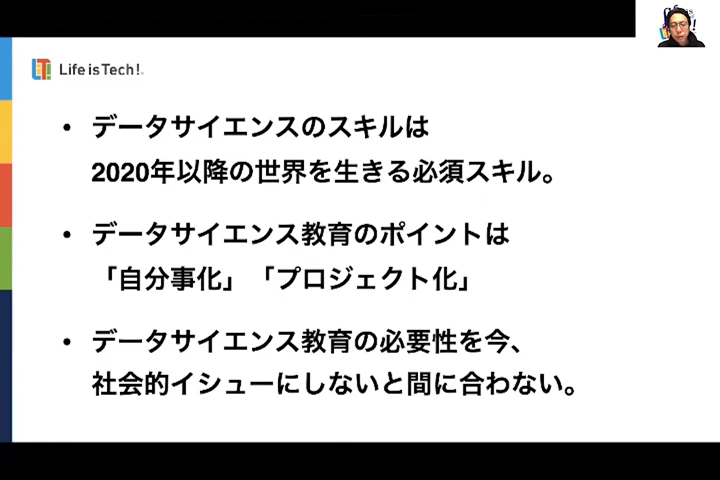 Life is Tech!
• データサイエンスのスキルは
2020年以降の世界を生きる必須スキル。
• データサイエンス教育のポイントは
「自分事化」「プロジェクト化」
• データサイエンス教育の必要性を今、
社会的イシューにしないと間に合わない。